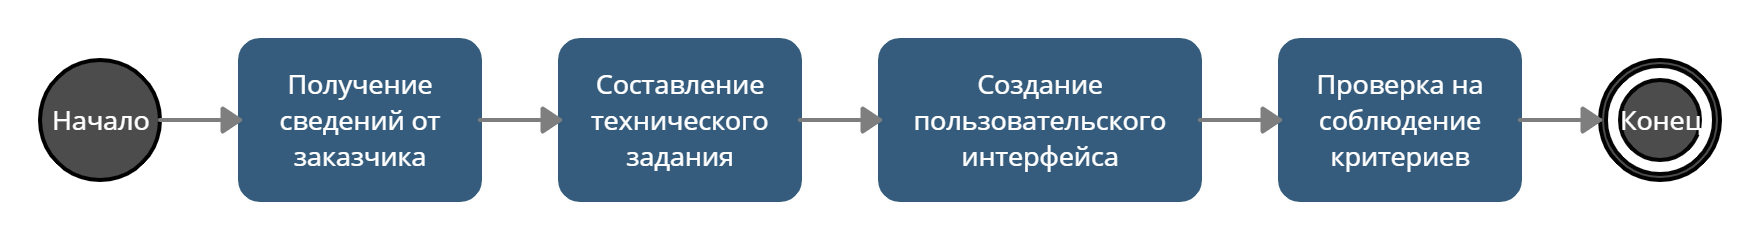 Начало
Получение
сведений от
заказчика
Составление
технического
задания
Создание
пользовательского
интерфейса
Проверка на
соблюдение
критериев
Конец